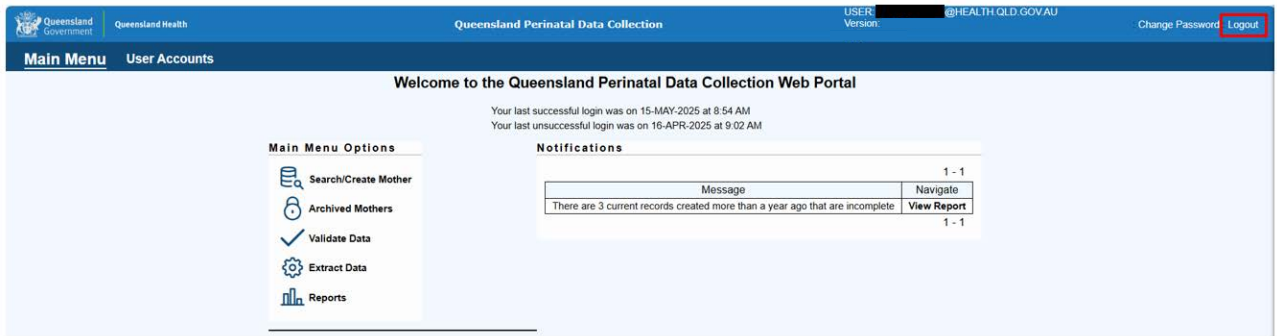 Queensland Government
Queensland Health
Queensland Perinatal Data Collection
USER: @HEALTH.QLD.GOV.AU
Version:
Change Password - Logout
Main Menu User Accounts
Welcome to the Queensland Perinatal Data Collection Web Portal
Your last successful login was on 15-MAY-2025 at 8:54 AM
Your last unsuccessful login was on 16-APR-2025 at 9:02 AM
Main Menu Options
Search/Create Mother
Archived Mothers
Validate Data
Extract Data
Reports
Notifications
1 - 1
Message Navigate
There are 3 current records created more than a year ago that are incomplete View Report
1 - 1